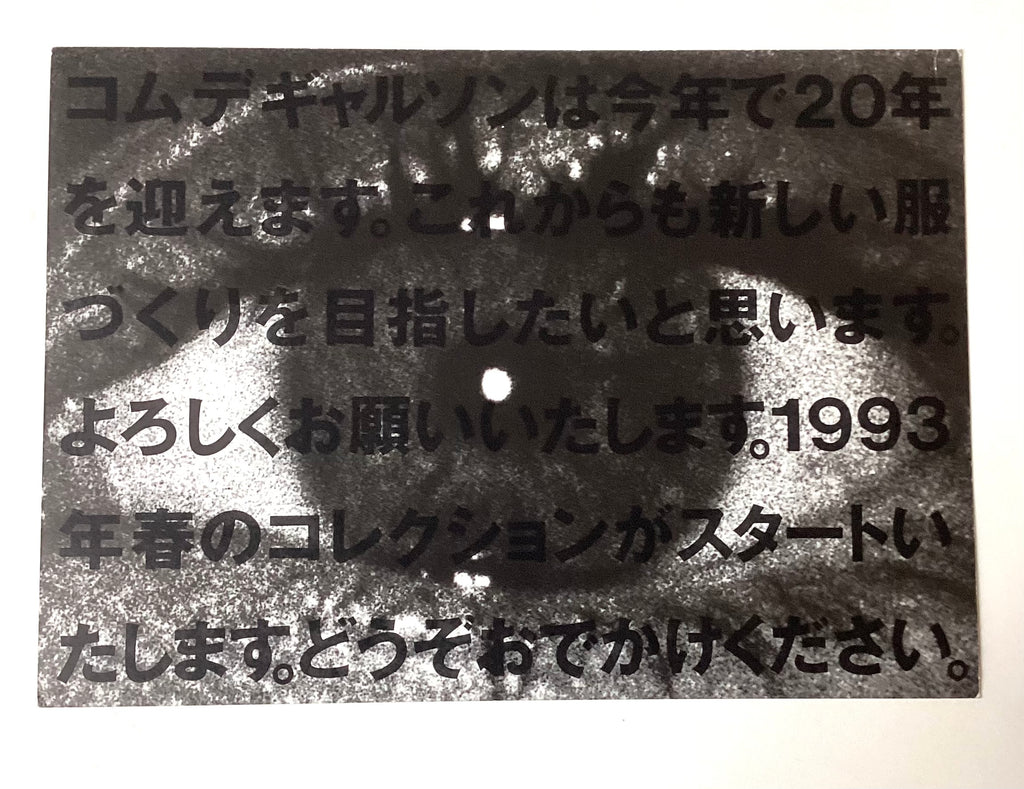 コムデギャルソンは今年で20年
を迎えます。これからも新しい服
づくりを目指したいと思います。
よろしくお願いいたします。1993
年春のコレクションがスタートい
たします。どうぞおでかけください。